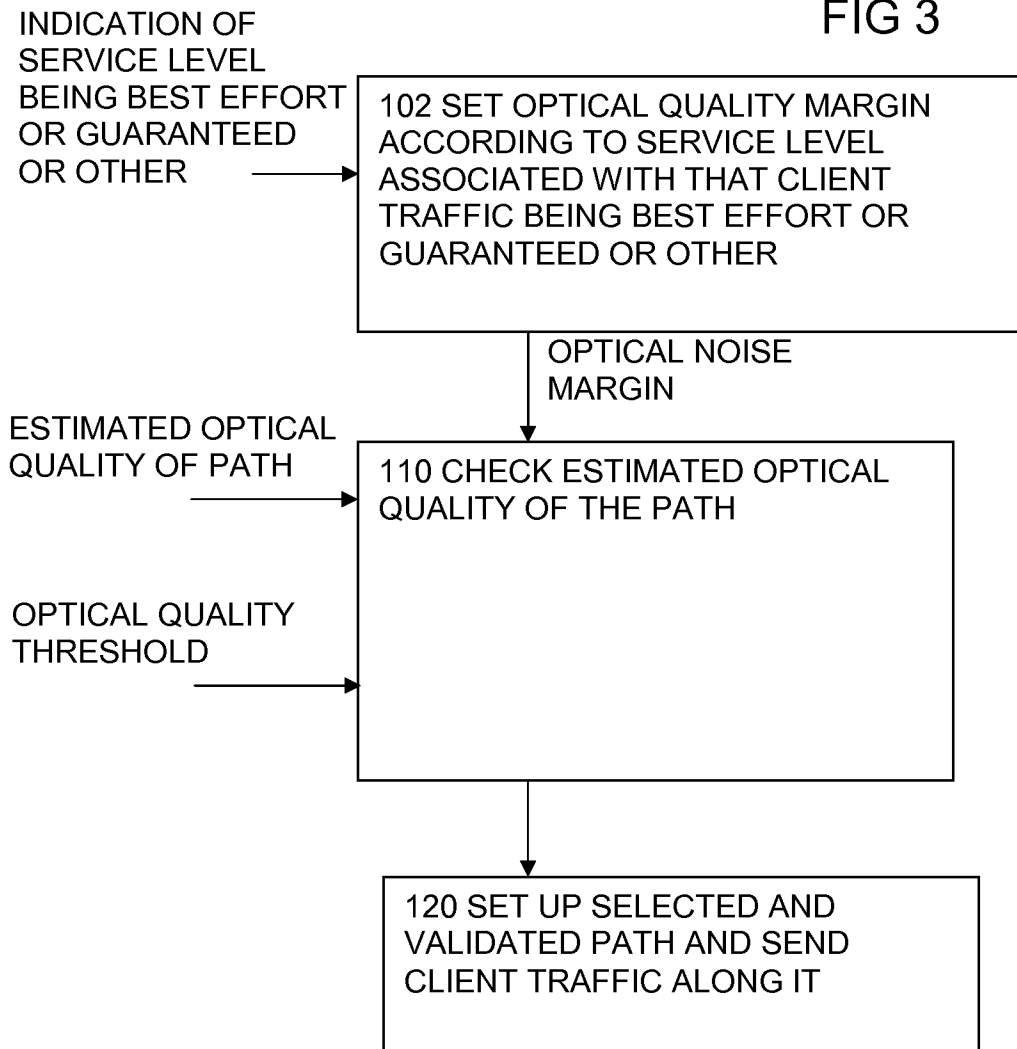 FIG 3
INDICATION OF
SERVICE LEVEL
BEING BEST EFFORT
OR GUARANTEED
OR OTHER
102 SET OPTICAL QUALITY MARGIN
ACCORDING TO SERVICE LEVEL
ASSOCIATED WITH THAT CLIENT
TRAFFIC BEING BEST EFFORT OR
GUARANTEED OR OTHER
OPTICAL NOISE
MARGIN
ESTIMATED OPTICAL
QUALITY OF PATH
110 CHECK ESTIMATED OPTICAL
QUALITY OF THE PATH
OPTICAL QUALITY
THRESHOLD
120 SET UP SELECTED AND
VALIDATED PATH AND SEND
CLIENT TRAFFIC ALONG IT